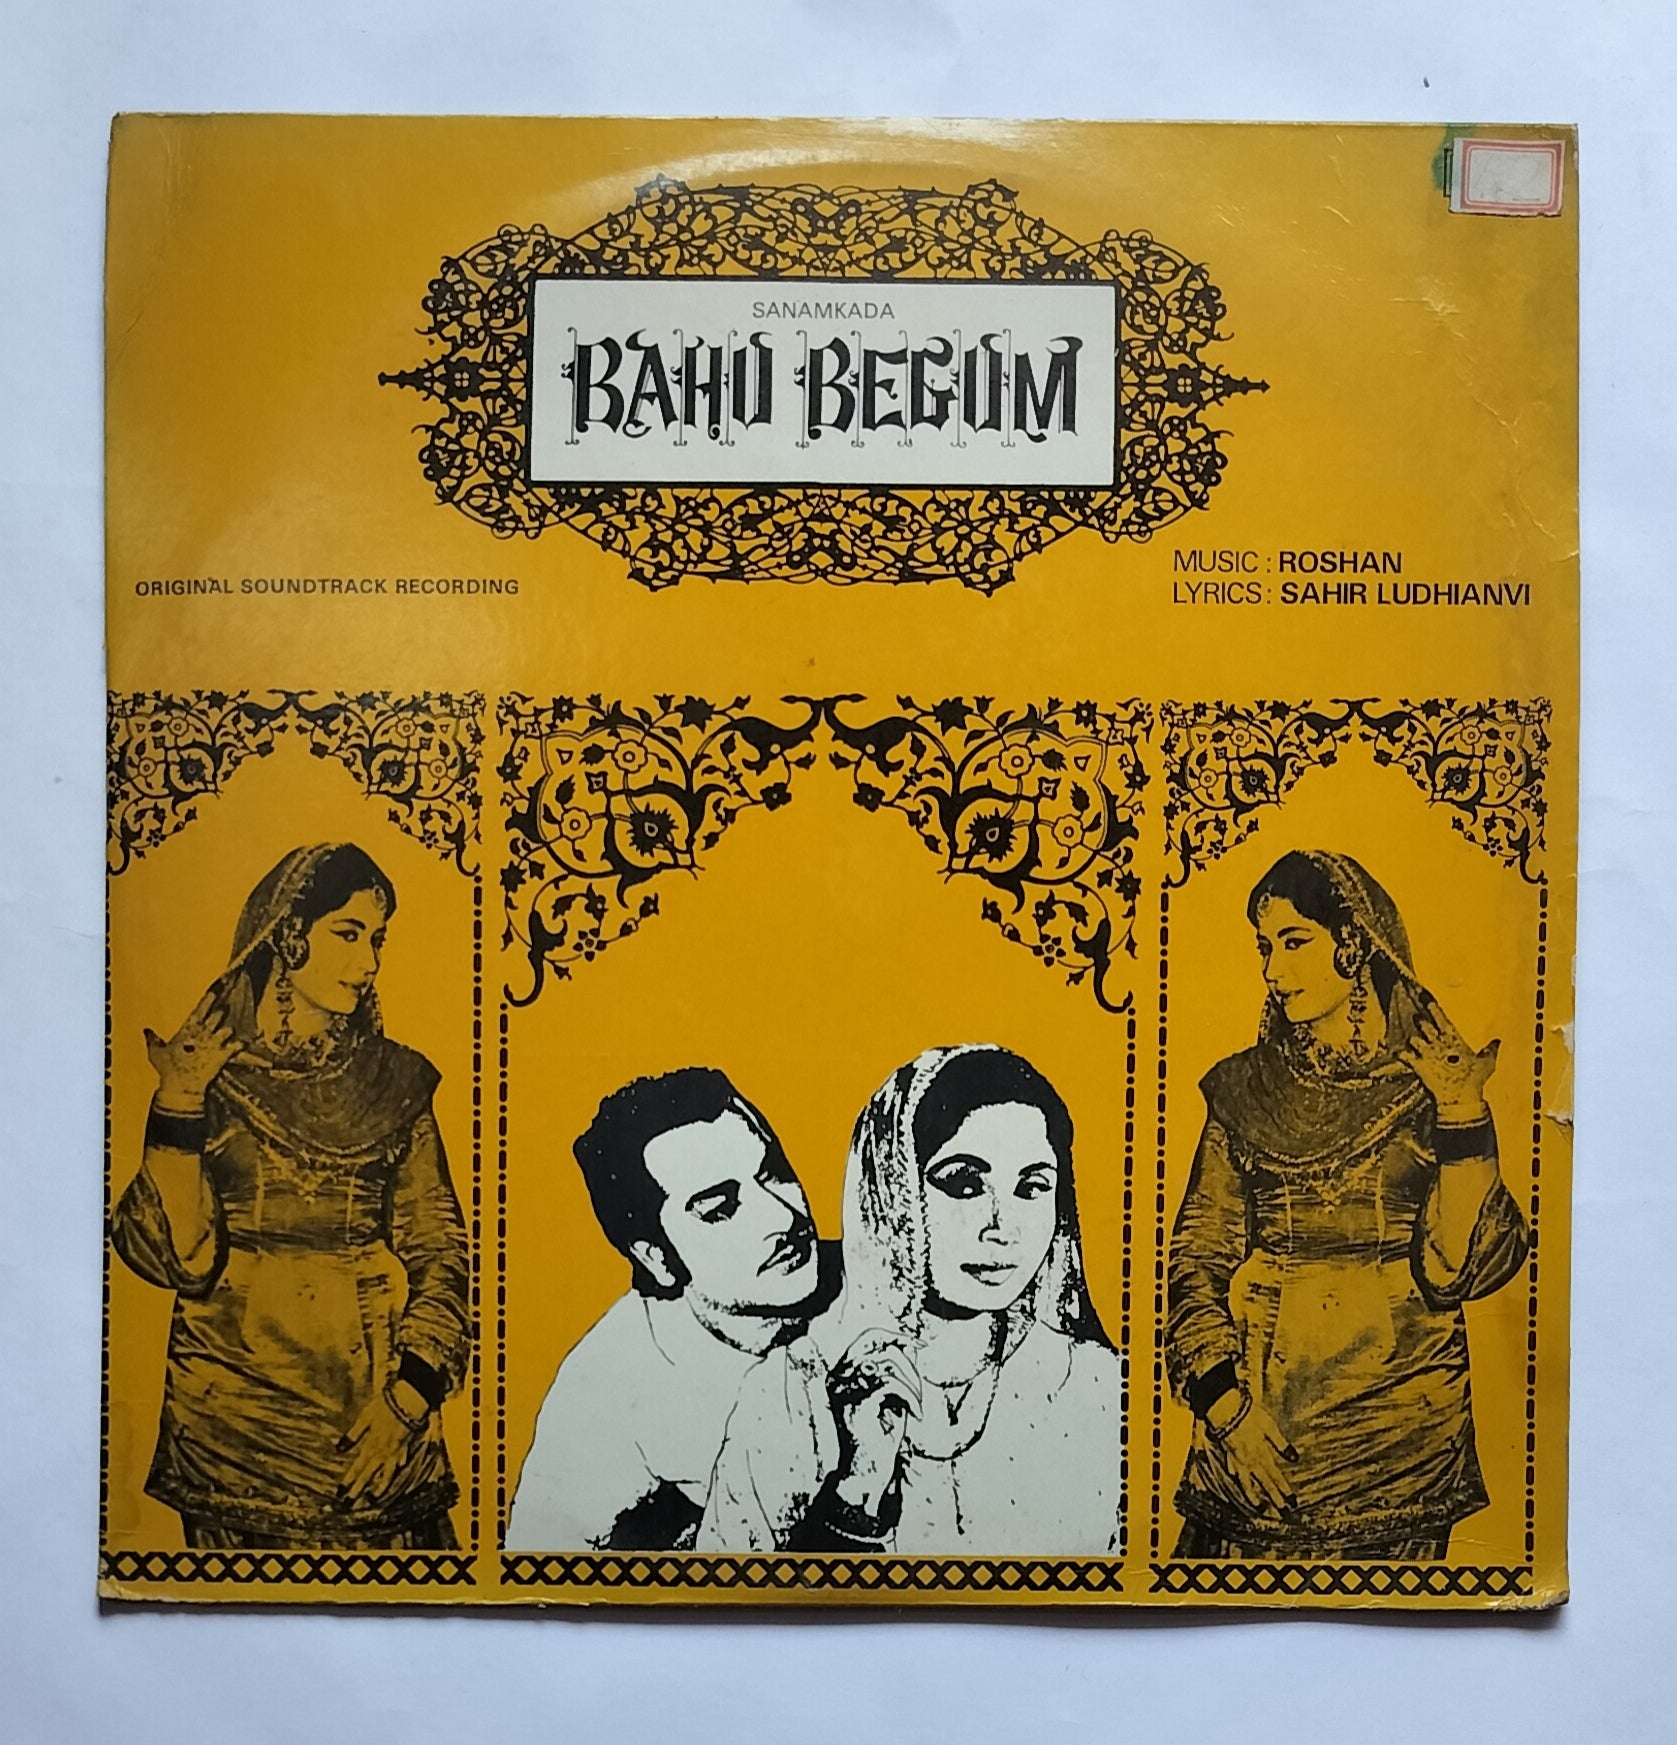 SANAMKADA
BAHU BEGUM
ORIGINAL SOUNDTRACK RECORDING
MUSIC : ROSHAN
LYRICS : SAHIR LUDHIANVI